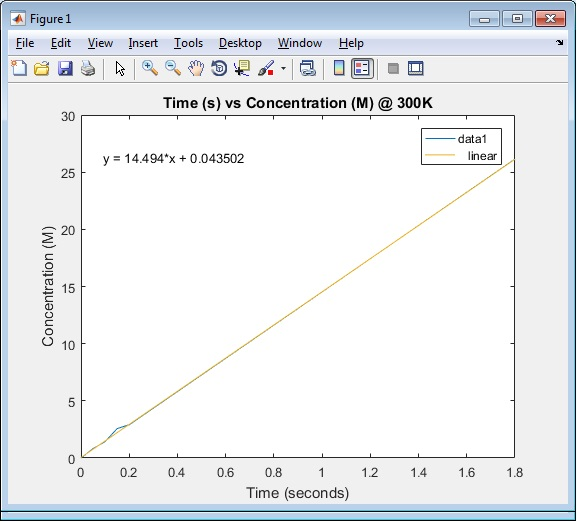 Figure 1
File Edit View Insert Tools Desktop Window Help
Time (s) vs Concentration (M) @ 300K
30
25
20
15
10
5
0
Concentration (M)
y = 14.494*x + 0.043502
data1
linear
0 0.2 0.4 0.6 0.8 1 1.2 1.4 1.6 1.8
Time (seconds)